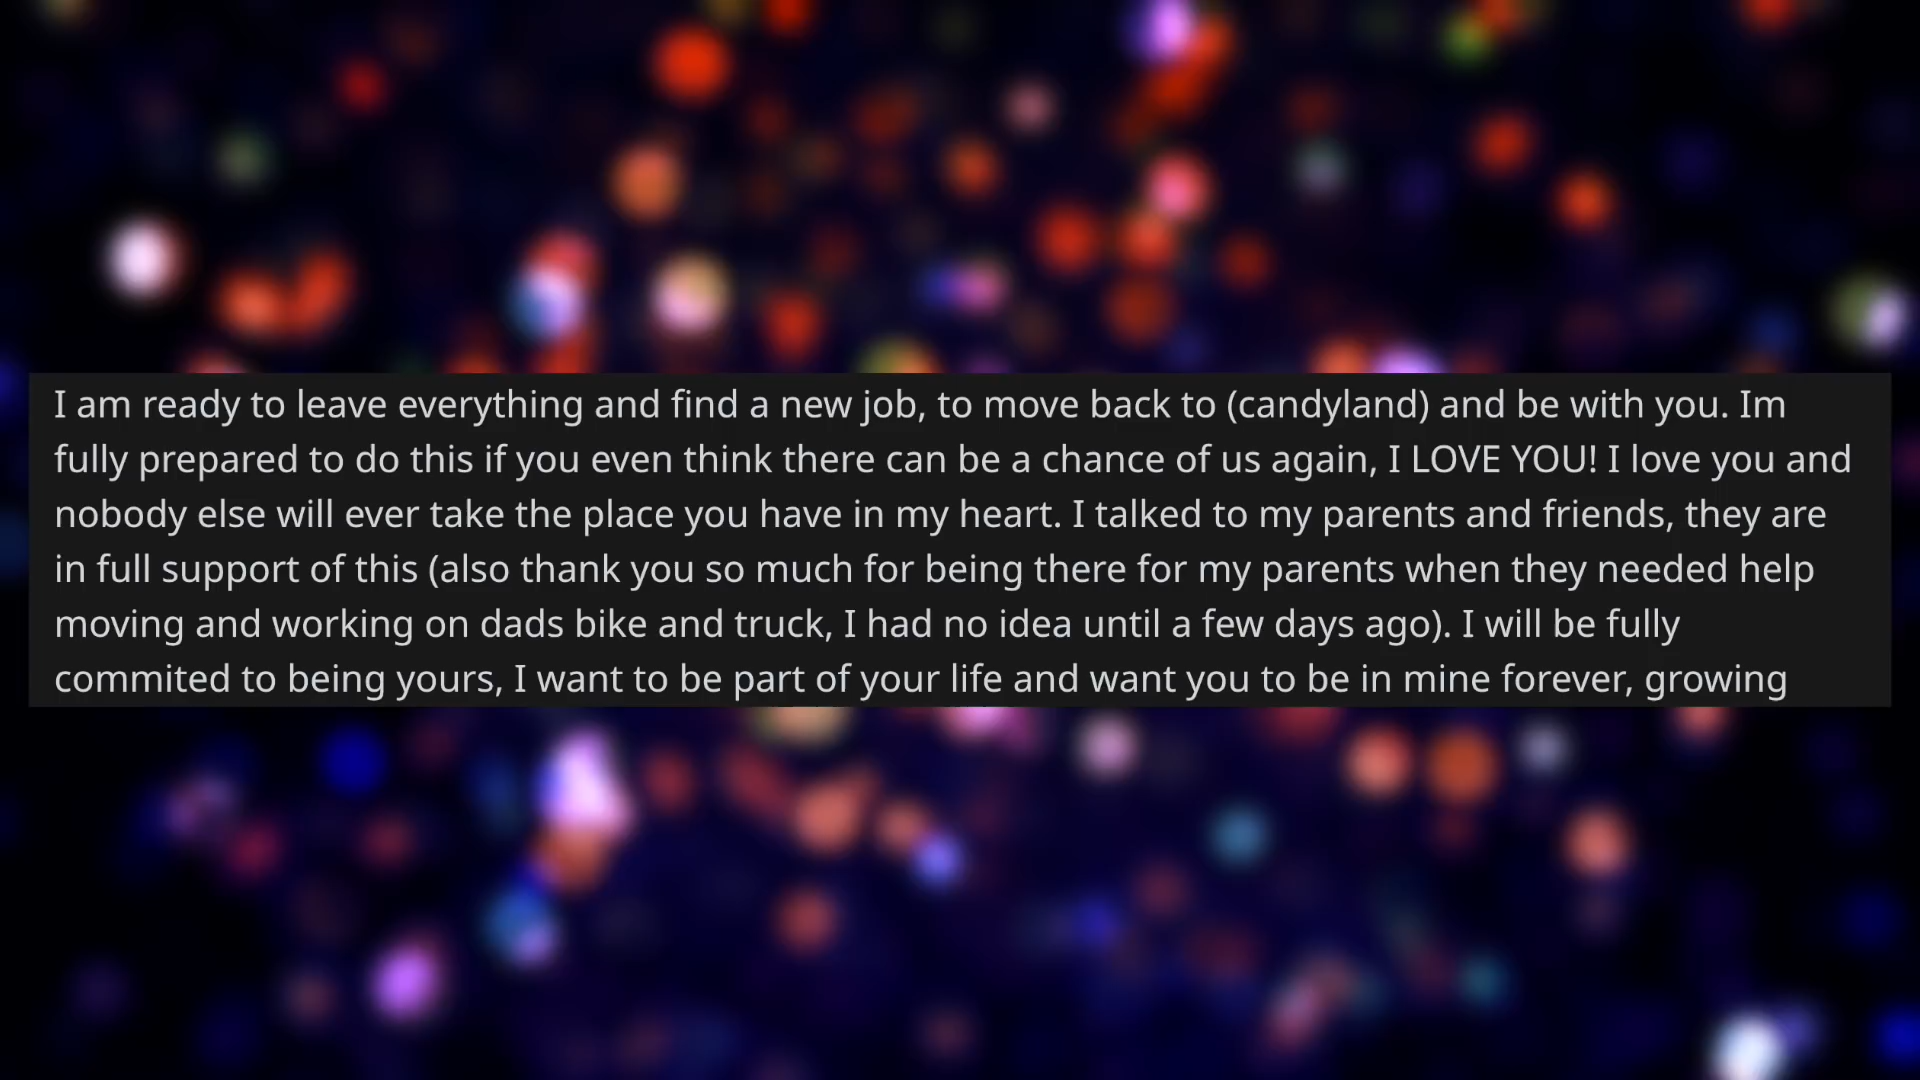 I am ready to leave everything and find a new job, to move back to (candyland) and be with you. Im
fully prepared to do this if you even think there can be a chance of us again, I LOVE YOU! I love you and
nobody else will ever take the place you have in my heart. I talked to my parents and friends, they are
in full support of this (also thank you so much for being there for my parents when they needed help
moving and working on dads bike and truck, I had no idea until a few days ago). I will be fully
commited to being yours, I want to be part of your life and want you to be in mine forever, growing